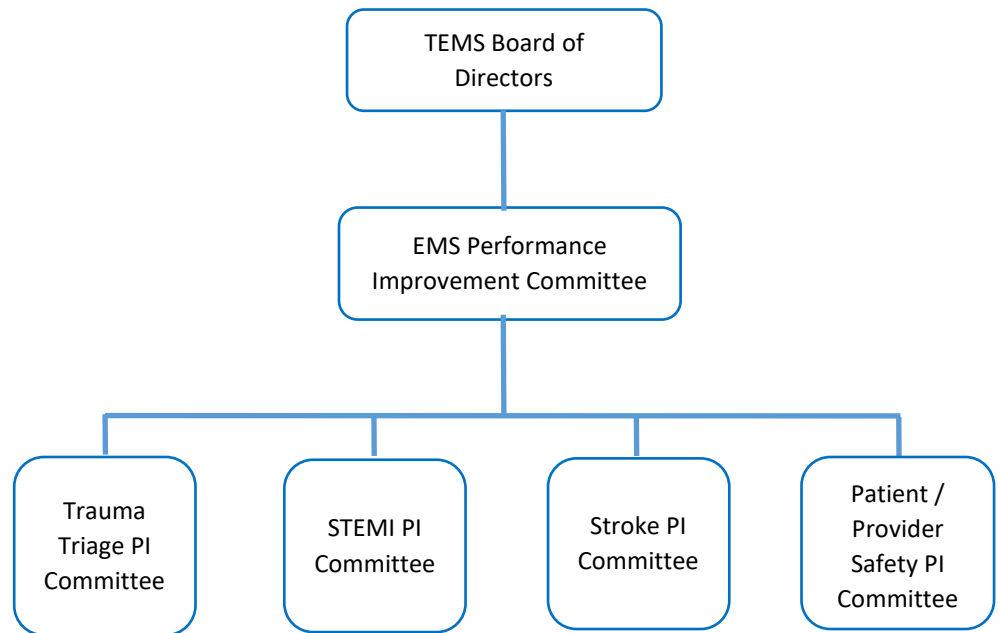 TEMS Board of
Directors
EMS Performance
Improvement Committee
Trauma
Triage PI
Committee
STEMI PI
Committee
Stroke PI
Committee
Patient /
Provider
Safety PI
Committee